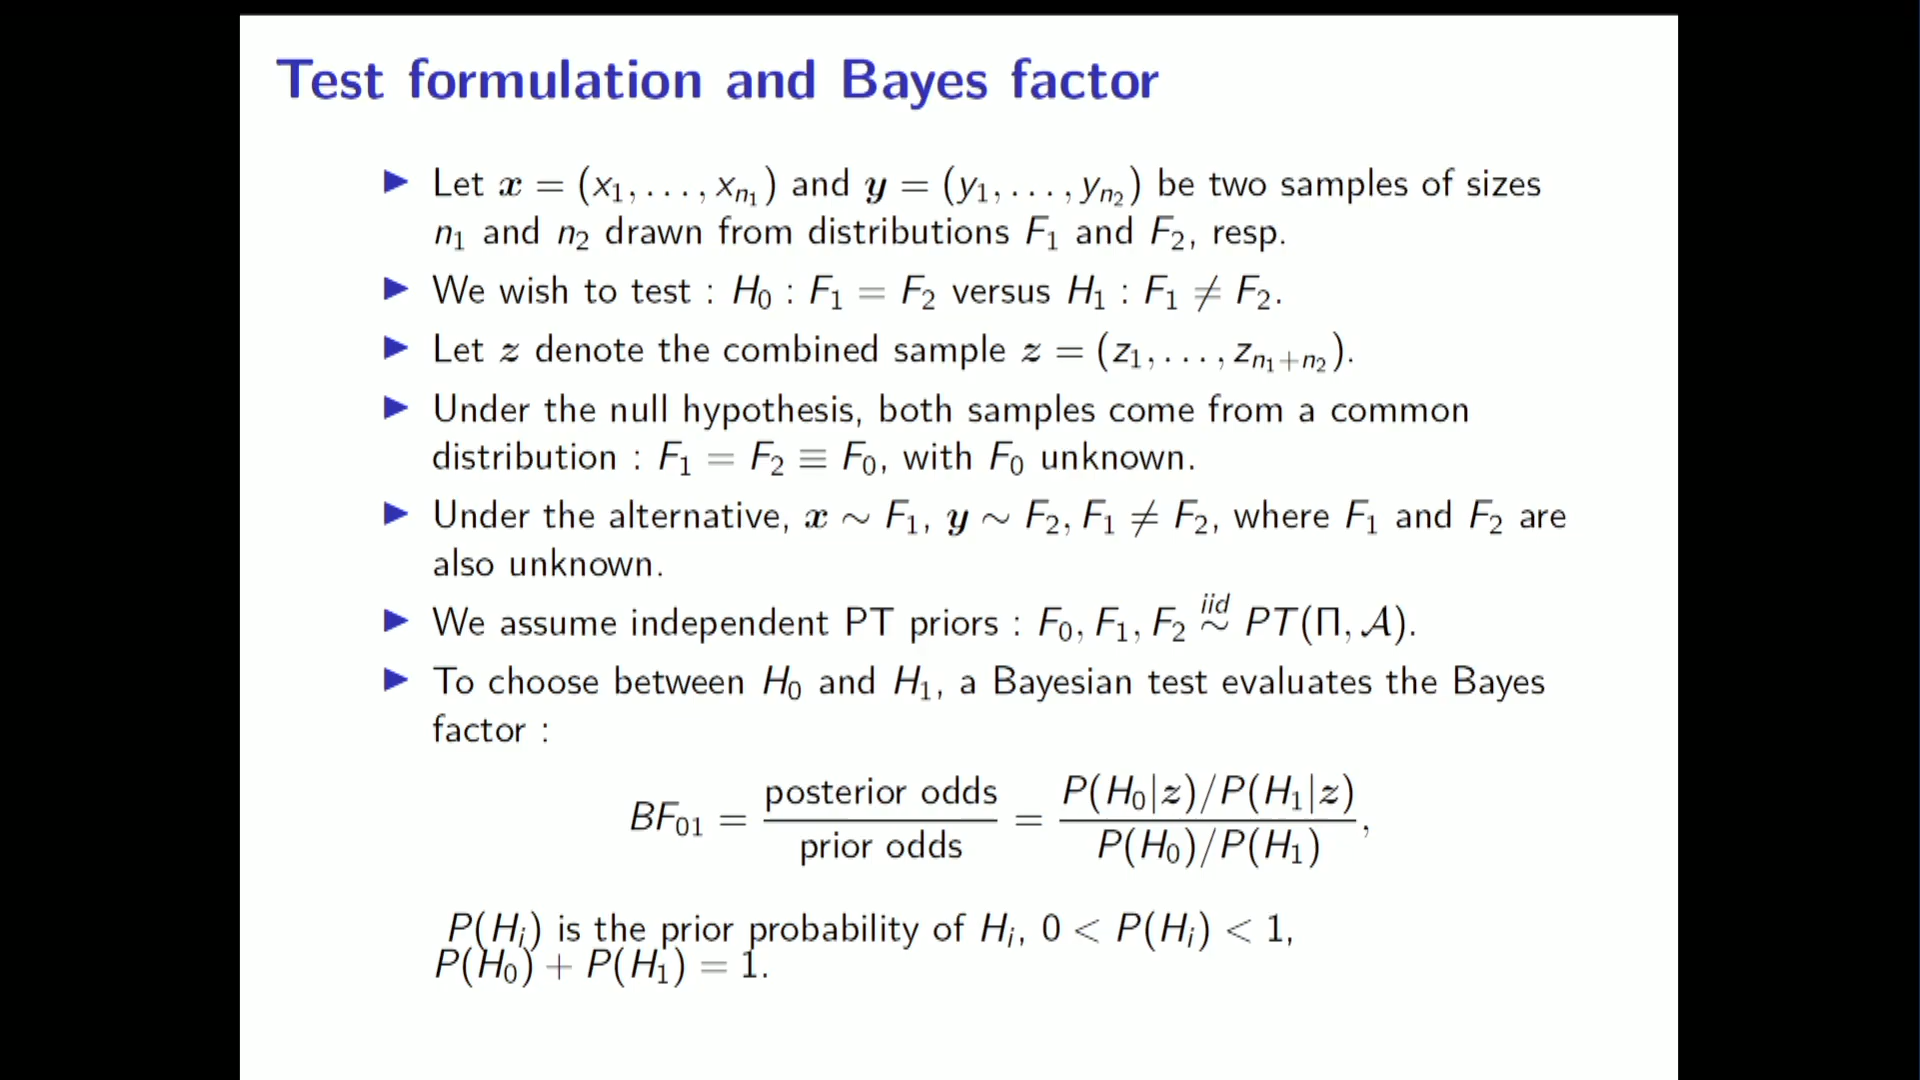 Test formulation and Bayes factor
▶ Let x = (x₁, . . . , xₙ₁) and y = (y₁, . . . , yₙ₂) be two samples of sizes
n₁ and n₂ drawn from distributions F₁ and F₂, resp.
▶ We wish to test : H₀ : F₁ = F₂ versus H₁ : F₁ ≠ F₂.
▶ Let z denote the combined sample z = (z₁, . . . , zₙ₁₊ₙ₂).
▶ Under the null hypothesis, both samples come from a common
distribution : F₁ = F₂ ≡ F₀, with F₀ unknown.
▶ Under the alternative, x ∼ F₁, y ∼ F₂, F₁ ≠ F₂, where F₁ and F₂ are
also unknown.
▶ We assume independent PT priors : F₀, F₁, F₂ iid∼ PT(Π, 𝒜).
▶ To choose between H₀ and H₁, a Bayesian test evaluates the Bayes
factor :
BF₀₁ = posterior odds / prior odds = P(H₀|z)/P(H₁|z) / P(H₀)/P(H₁),
P(Hᵢ) is the prior probability of Hᵢ, 0 < P(Hᵢ) < 1,
P(H₀) + P(H₁) = 1.